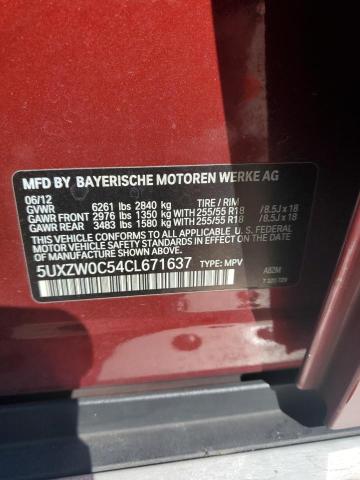 MFD BY BAYERISCHE MOTOREN WERKE AG
06/12
GVWR 6261 lbs 2840 kg TIRE / RIM
GAWR FRONT 2976 lbs 1350 kg WITH 255/55 R18 / 8.5J x 18
GAWR REAR 3483 lbs 1580 kg WITH 255/55 R18 / 8.5J x 18
THIS VEHICLE CONFORMS TO ALL APPLICABLE U. S. FEDERAL
MOTOR VEHICLE SAFETY STANDARDS IN EFFECT ON THE DATE
OF MANUFACTURE SHOWN ABOVE.
5UXZW0C54CL671637 TYPE: MPV A82M